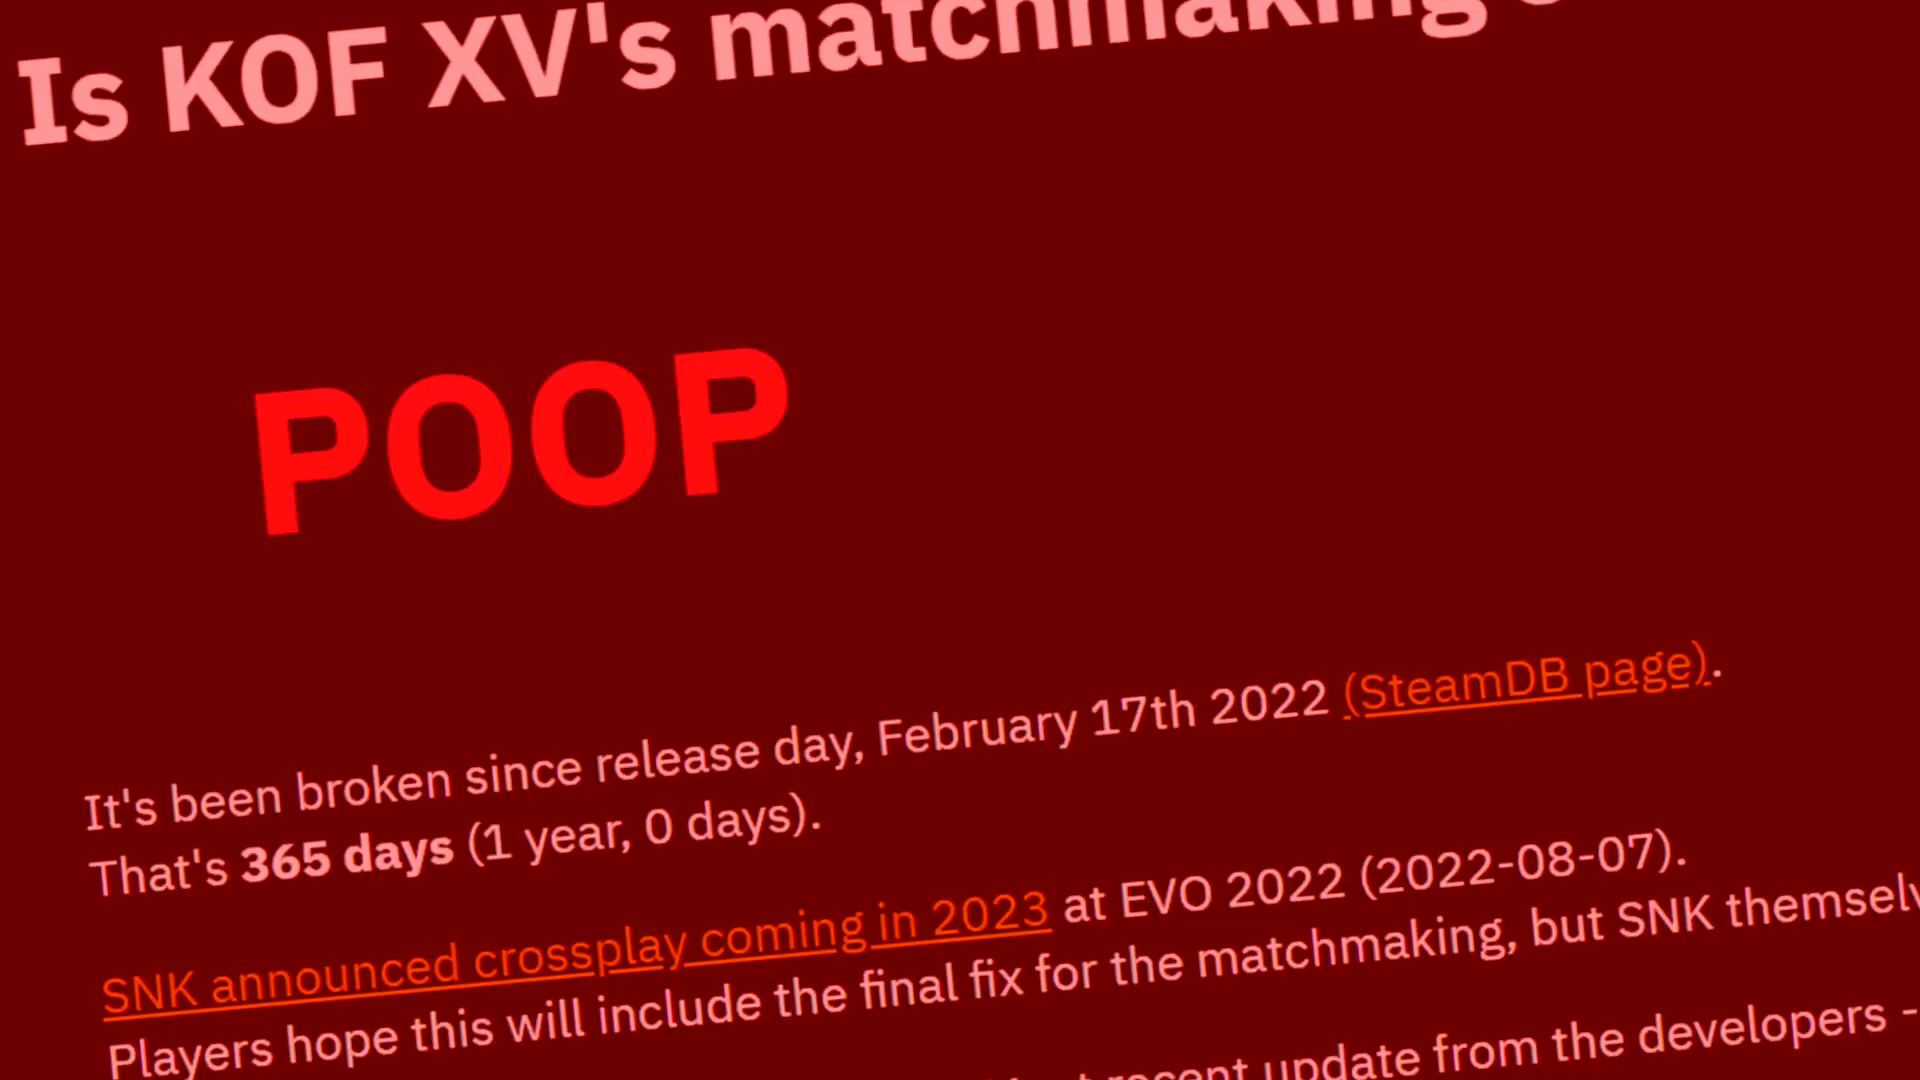 Is KOF XV's matchmaking
POOP
It's been broken since release day, February 17th 2022 (SteamDB page).
That's 365 days (1 year, 0 days).
SNK announced crossplay coming in 2023 at EVO 2022 (2022-08-07).
Players hope this will include the final fix for the matchmaking, but SNK
recent update from the developers -